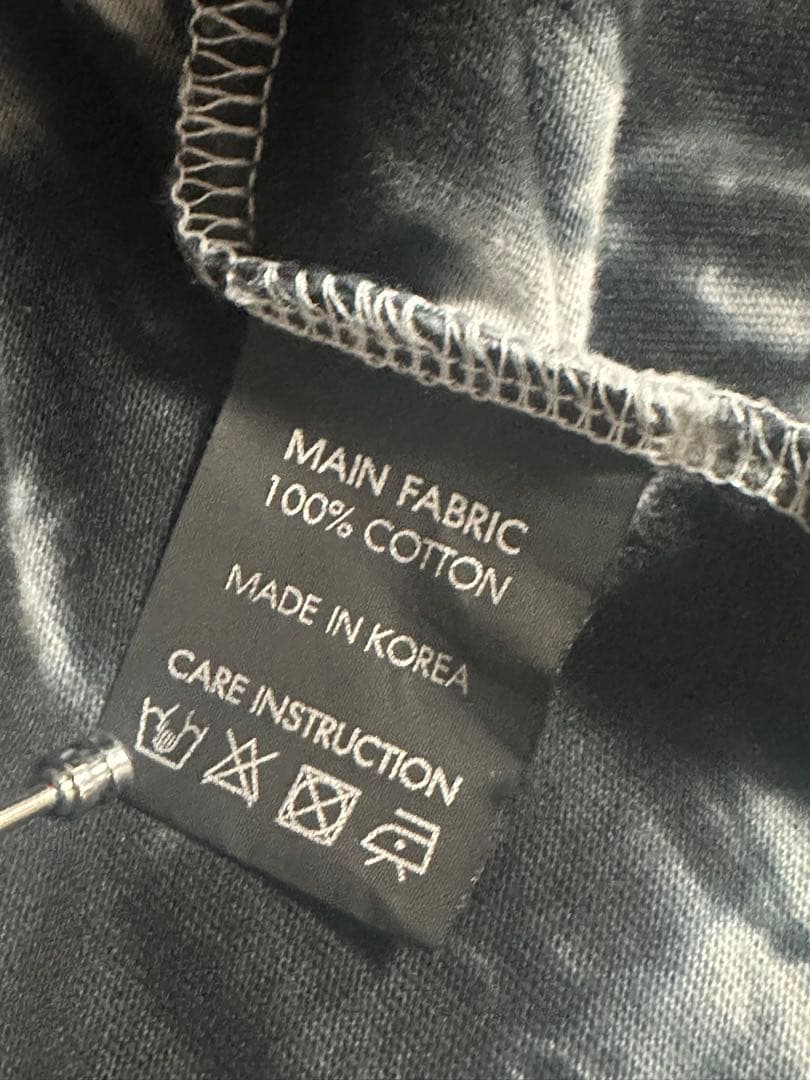 MAIN FABRIC
100% COTTON
MADE IN KOREA
CARE INSTRUCTION